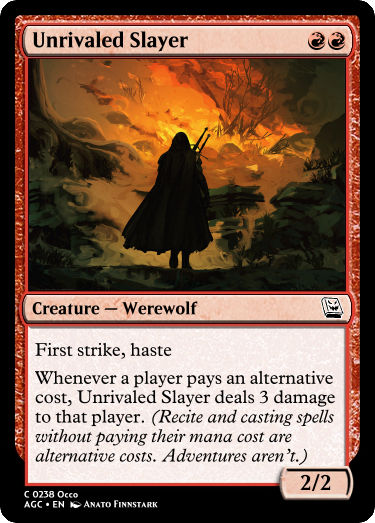 Unrivaled Slayer
Creature — Werewolf
First strike, haste
Whenever a player pays an alternative
cost, Unrivaled Slayer deals 3 damage
to that player. (Recite and casting spells
without paying their mana cost are
alternative costs. Adventures aren't.)
2/2
C 0238 Occo
AGC • EN Anato Finnstark